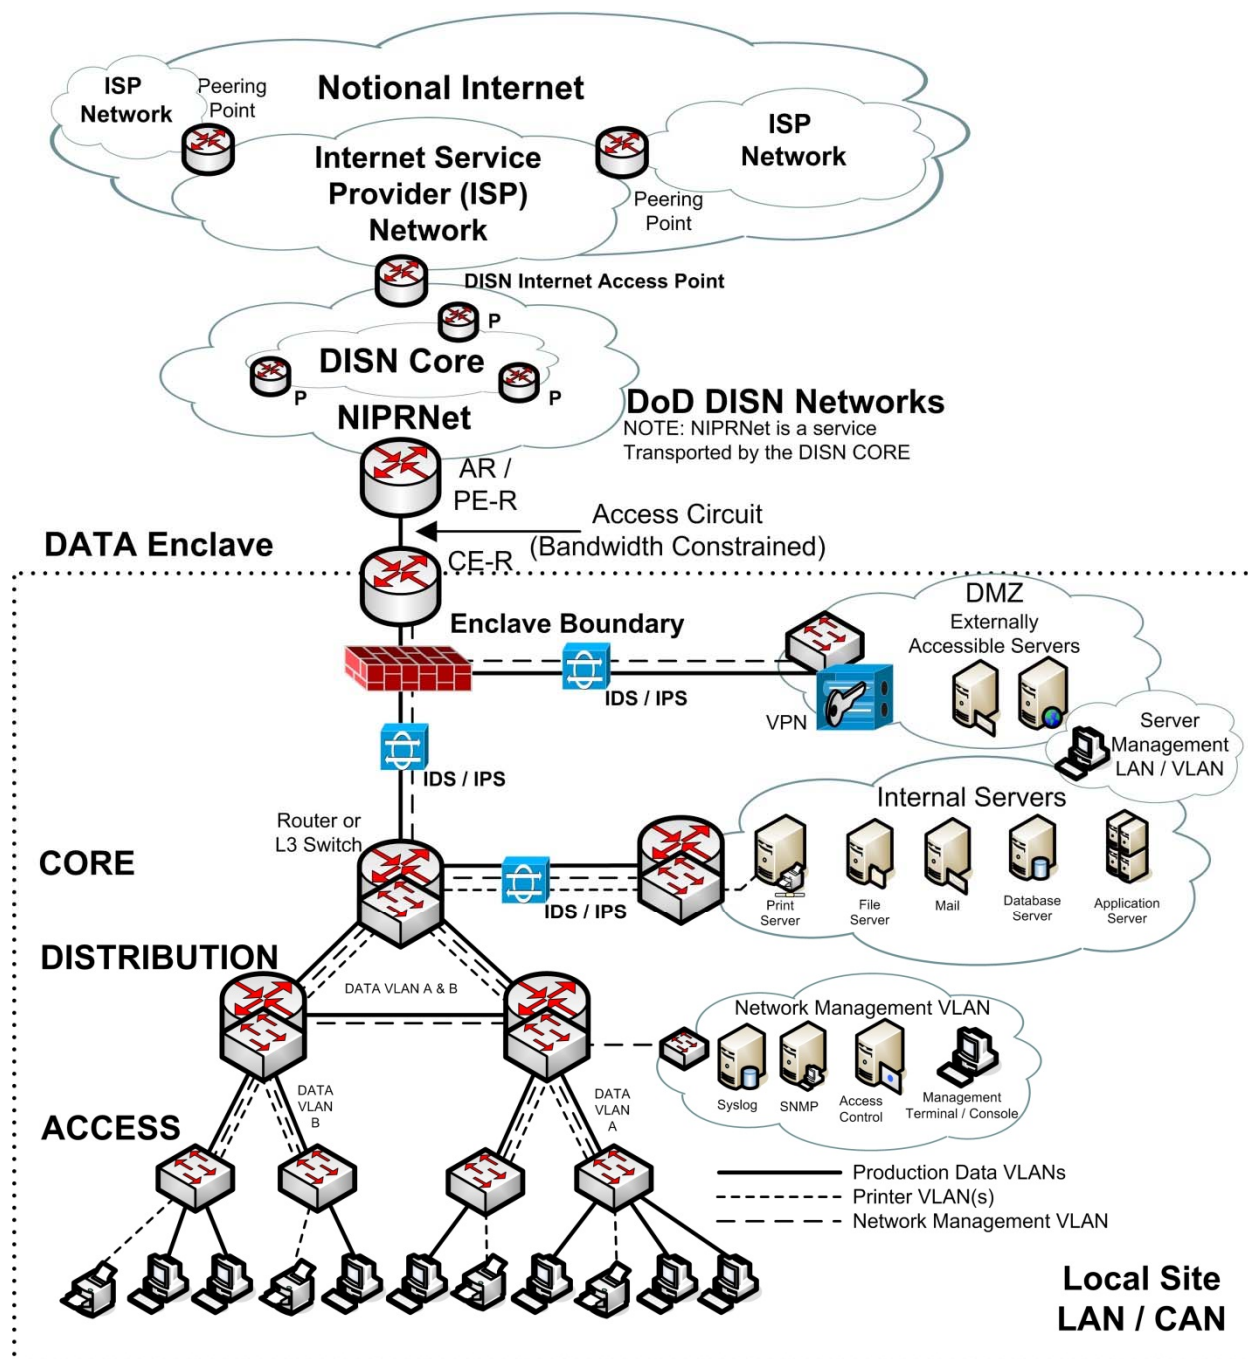 Notional Internet
ISP
Network
Peering
Point
ISP
Network
Internet Service
Provider (ISP)
Network
Peering
Point
DISN Internet Access Point
P
DISN Core
P
P
NIPRNet
DoD DISN Networks
NOTE: NIPRNet is a service
Transported by the DISN CORE
AR /
PE-R
Access Circuit
(Bandwidth Constrained)
DATA Enclave
CE-R
DMZ
Externally
Accessible Servers
Enclave Boundary
IDS / IPS
VPN
Server
Management
LAN / VLAN
IDS / IPS
Internal Servers
Router or
L3 Switch
CORE
IDS / IPS
Print
Server
File
Server
Mail
Database
Server
Application
Server
DISTRIBUTION
DATA VLAN A & B
Network Management VLAN
Syslog
SNMP
Access
Control
Management
Terminal / Console
DATA
VLAN
B
DATA
VLAN
A
ACCESS
Production Data VLANs
Printer VLAN(s)
Network Management VLAN
Local Site
LAN / CAN